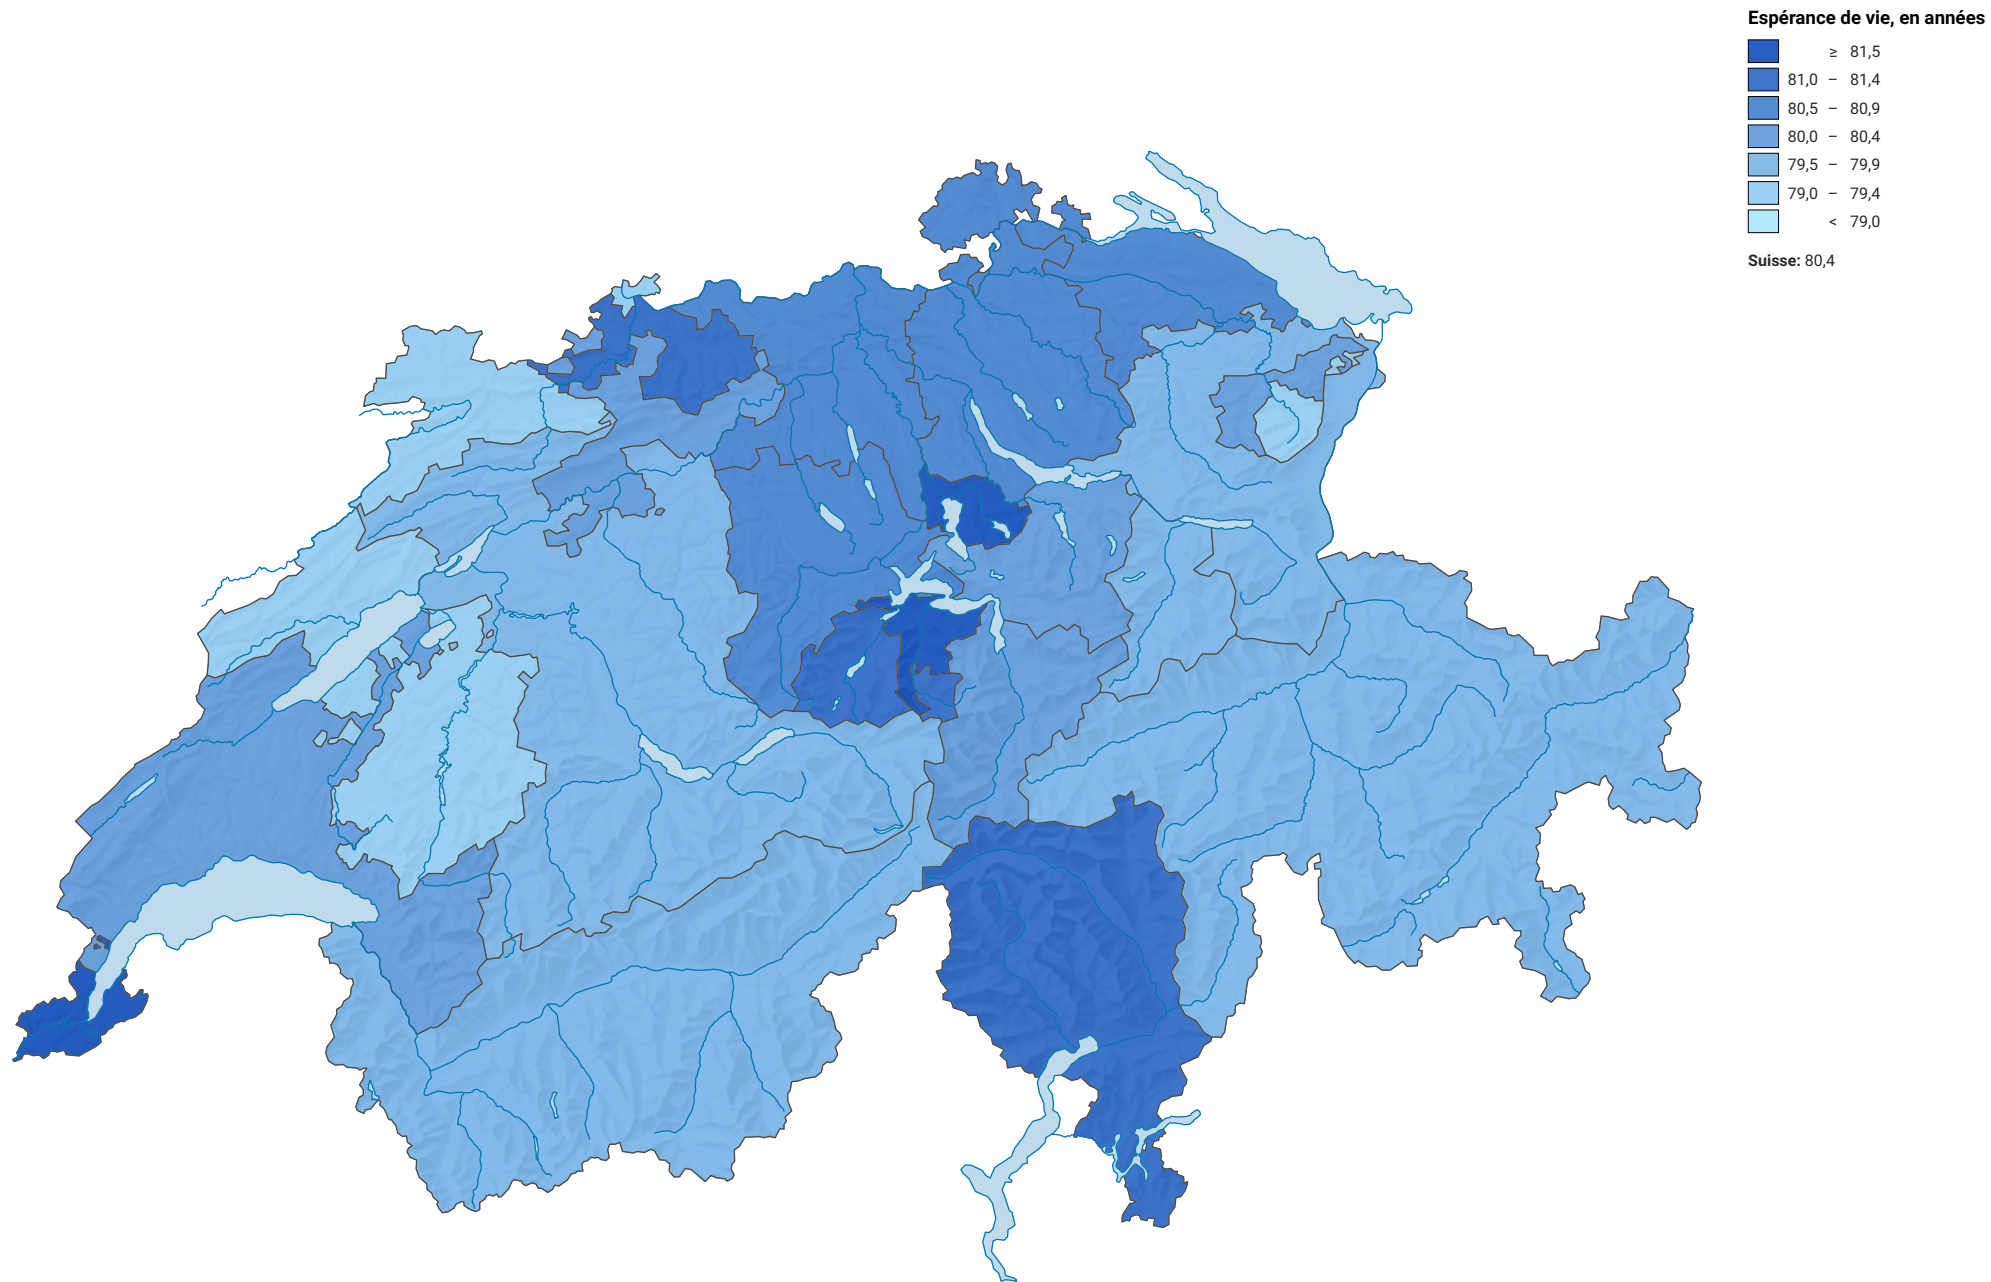 Espérance de vie, en années
≥ 81,5
81,0 – 81,4
80,5 – 80,9
80,0 – 80,4
79,5 – 79,9
79,0 – 79,4
< 79,0
Suisse: 80,4